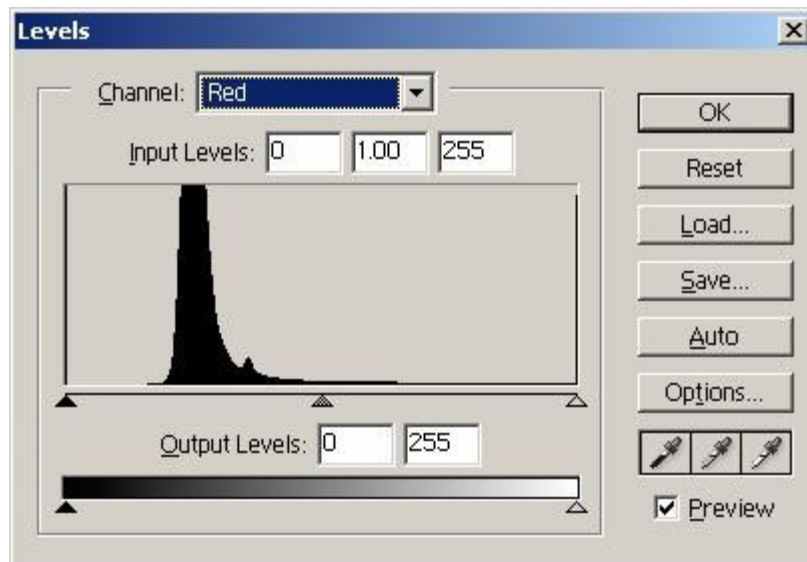 Levels
Channel: Red
Input Levels: 0 1.00 255
Output Levels: 0 255
OK
Reset
Load...
Save...
Auto
Options...
Preview